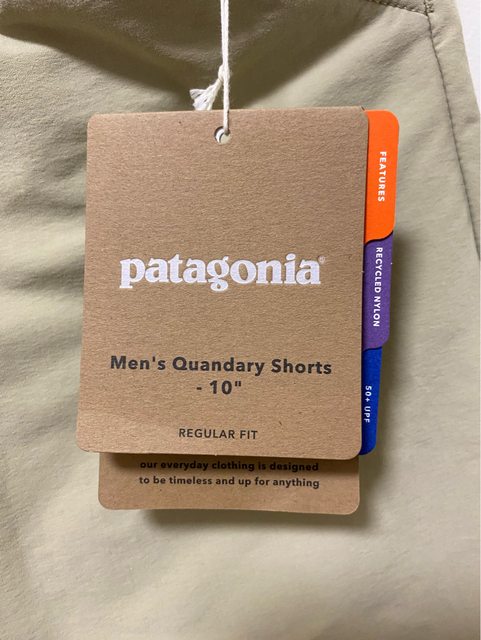 patagonia®
Men's Quandary Shorts
- 10"
REGULAR FIT
FEATURES
RECYCLED NYLON
50+ UPF
our everyday clothing is designed
to be timeless and up for anything